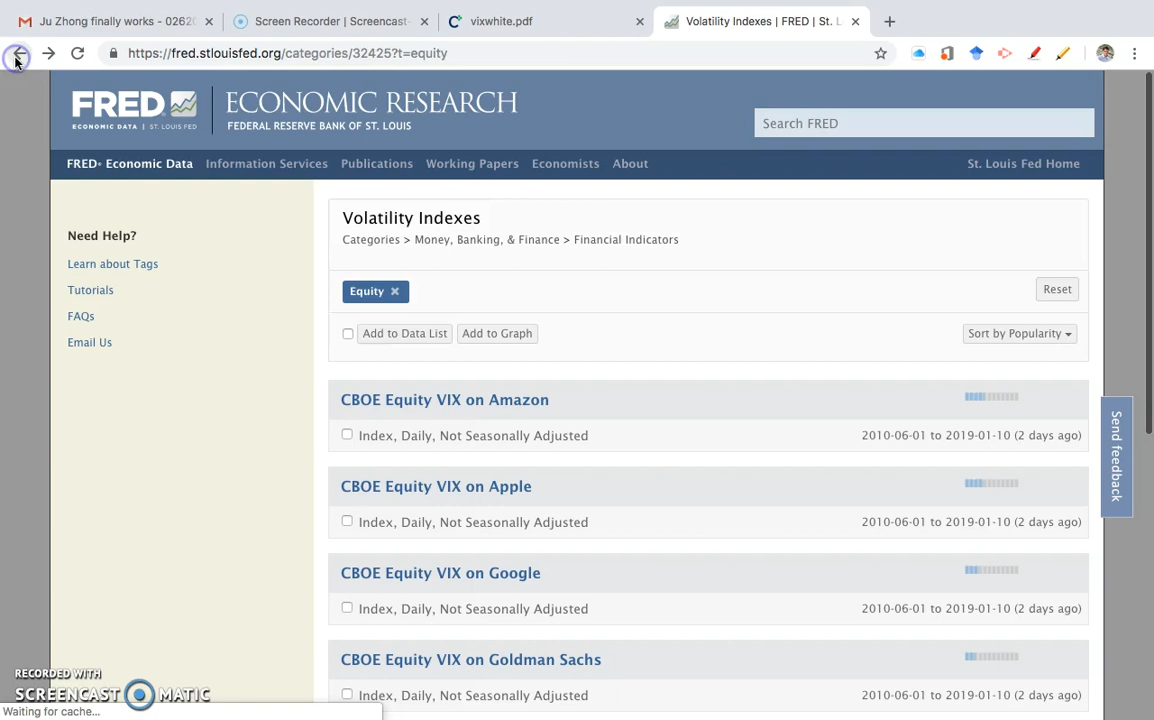 Ju Zhong finally works - 0262
Screen Recorder | Screencast-
vixwhite.pdf
Volatility Indexes | FRED | St. L
https://fred.stlouisfed.org/categories/32425?t=equity
FRED
ECONOMIC DATA | ST. LOUIS FED
ECONOMIC RESEARCH
FEDERAL RESERVE BANK OF ST. LOUIS
Search FRED
FRED® Economic Data Information Services Publications Working Papers Economists About St. Louis Fed Home
Need Help?
Learn about Tags
Tutorials
FAQs
Email Us
Volatility Indexes
Categories > Money, Banking, & Finance > Financial Indicators
Equity ×
Reset
Add to Data List Add to Graph Sort by Popularity
CBOE Equity VIX on Amazon
Index, Daily, Not Seasonally Adjusted 2010-06-01 to 2019-01-10 (2 days ago)
CBOE Equity VIX on Apple
Index, Daily, Not Seasonally Adjusted 2010-06-01 to 2019-01-10 (2 days ago)
CBOE Equity VIX on Google
Index, Daily, Not Seasonally Adjusted 2010-06-01 to 2019-01-10 (2 days ago)
CBOE Equity VIX on Goldman Sachs
Index, Daily, Not Seasonally Adjusted 2010-06-01 to 2019-01-10 (2 days ago)
Send feedback
RECORDED WITH
SCREENCAST MATIC
Waiting for cache...